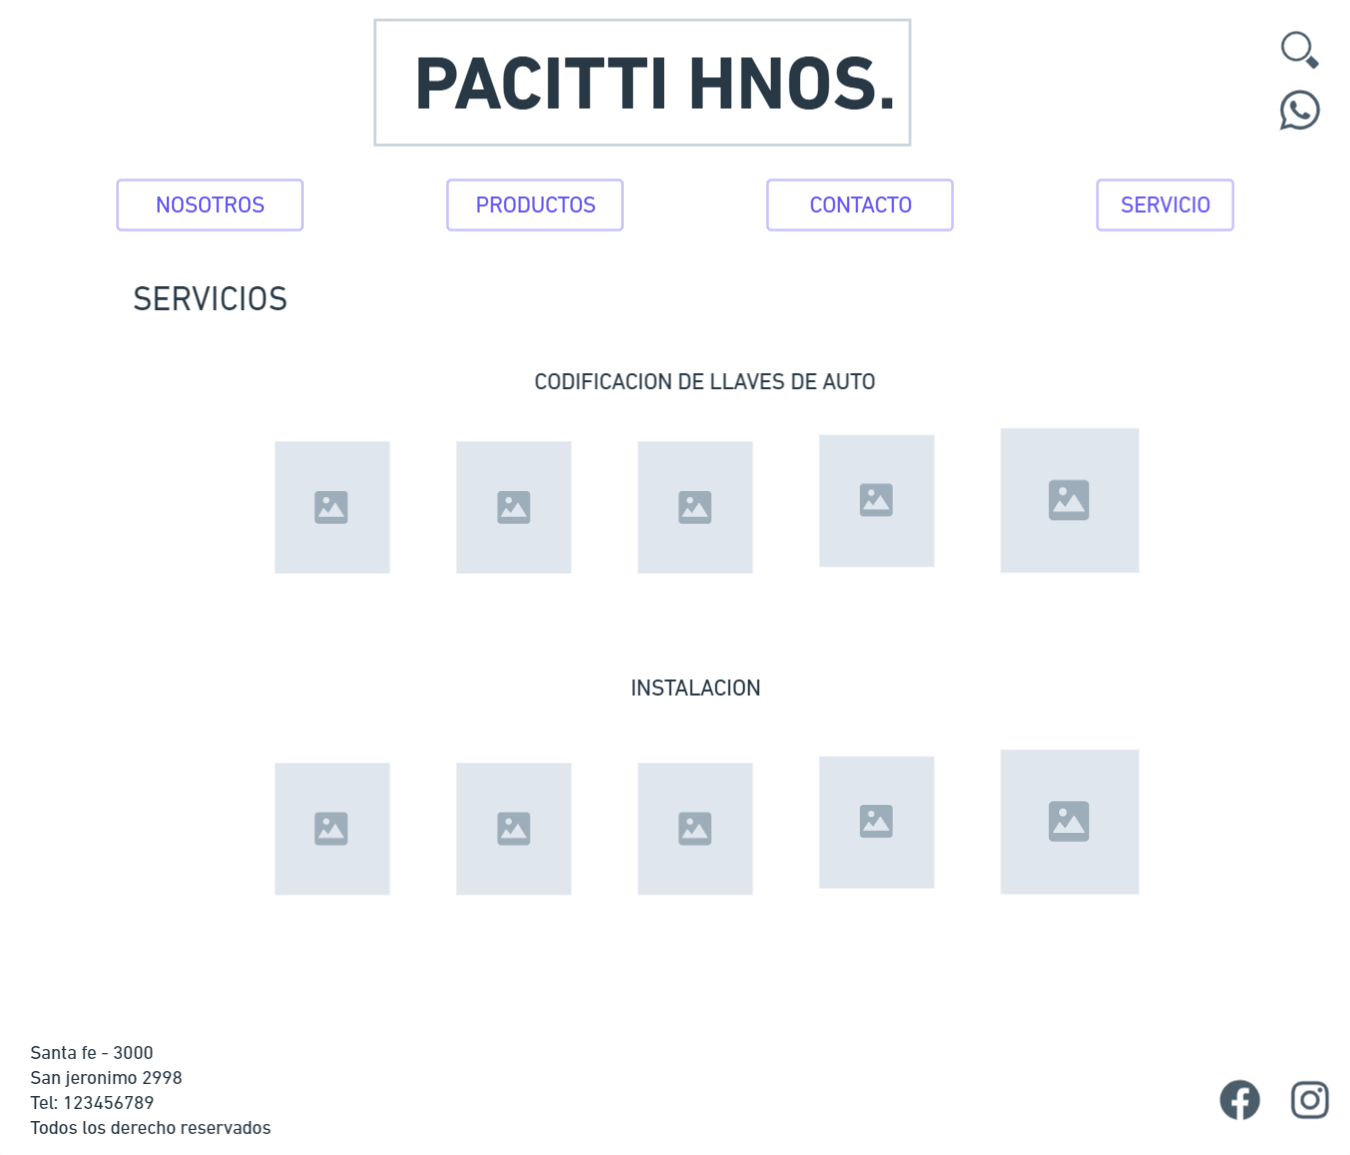 PACITTI HNOS.
NOSOTROS
PRODUCTOS
CONTACTO
SERVICIO
SERVICIOS
CODIFICACION DE LLAVES DE AUTO
INSTALACION
Santa fe - 3000
San jeronimo 2998
Tel: 123456789
Todos los derecho reservados